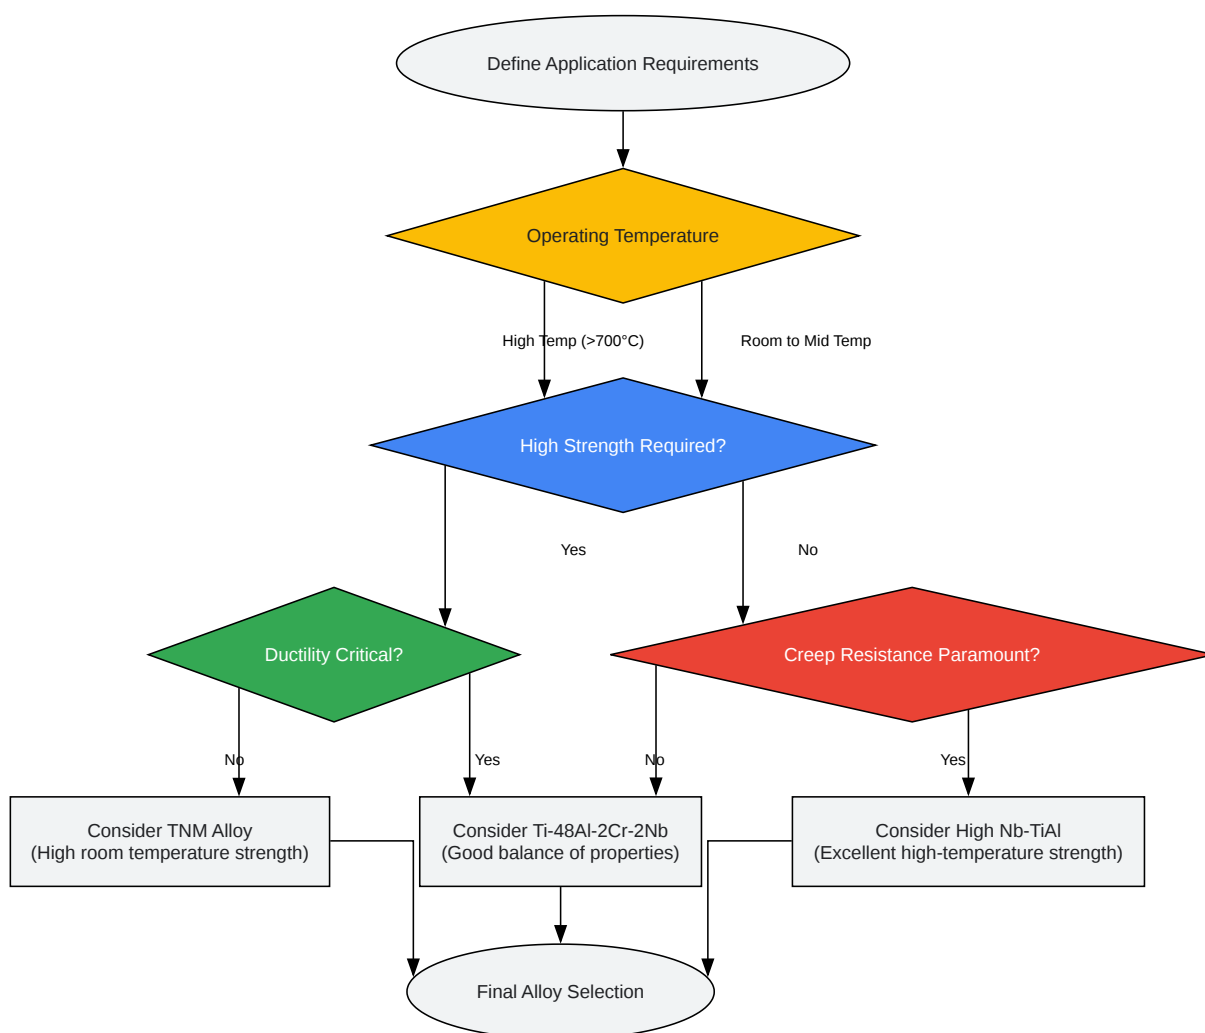 Define Application Requirements
Operating Temperature
High Temp (>700°C)
Room to Mid Temp
High Strength Required?
Yes
No
Ductility Critical?
Creep Resistance Paramount?
No
Yes
No
Yes
Consider TNM Alloy
(High room temperature strength)
Consider Ti-48Al-2Cr-2Nb
(Good balance of properties)
Consider High Nb-TiAl
(Excellent high-temperature strength)
Final Alloy Selection